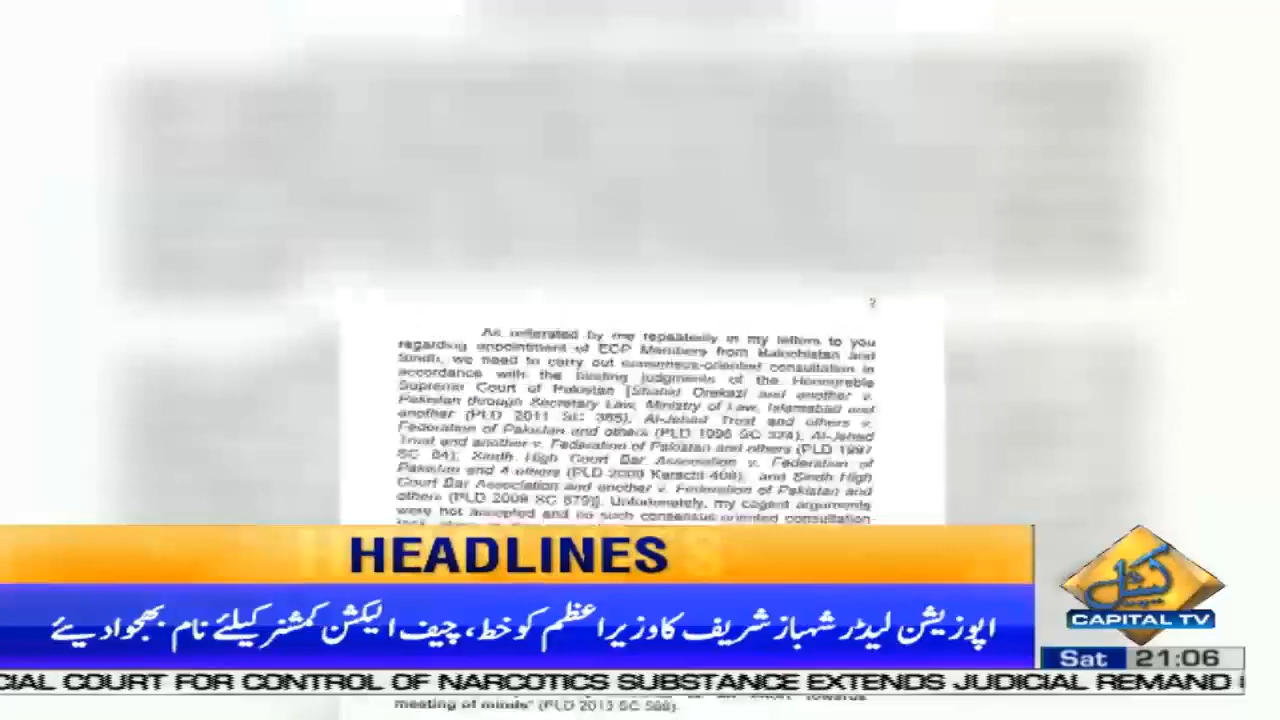 2
As reiterated by me repeatedly in my letters to you
regarding appointment of ECP Members from Balochistan and
Sindh, we need to carry out consensus-oriented consultation in
accordance with the binding judgments of the Honourable
Supreme Court of Pakistan [Shahid Orakzai and another v.
Pakistan through Secretary Law, Ministry of Law, Islamabad and
another (PLD 2011 SC 365), Al-Jehad Trust and others v.
Federation of Pakistan and others (PLD 1996 SC 324), Al-Jehad
Trust and another v. Federation of Pakistan and others (PLD 1997
SC 84), Sindh High Court Bar Association v. Federation of
Pakistan and 4 others (PLD 2009 Karachi 408), and Sindh High
Court Bar Association and another v. Federation of Pakistan and
others (PLD 2009 SC 879)]. Unfortunately, my cogent arguments
were not accepted and no such consensus-oriented consultation
HEADLINES
اپوزیشن لیڈر شہباز شریف کا وزیراعظم کو خط، چیف الیکشن کمشنر کیلئے نام بھجوا دیئے
کیپٹل
CAPITAL TV
Sat 21:06
CIAL COURT FOR CONTROL OF NARCOTICS SUBSTANCE EXTENDS JUDICIAL REMAND
meeting of minds" (PLD 2013 SC 568).